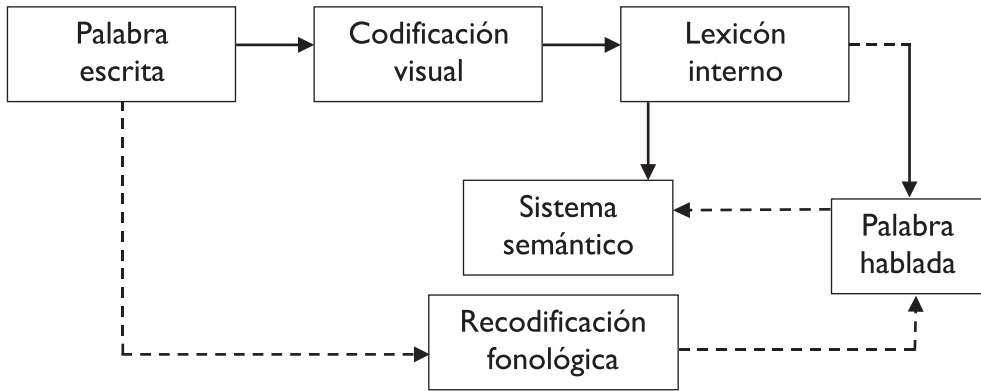 Palabra
escrita
Codificación
visual
Lexicón
interno
Sistema
semántico
Palabra
hablada
Recodificación
fonológica